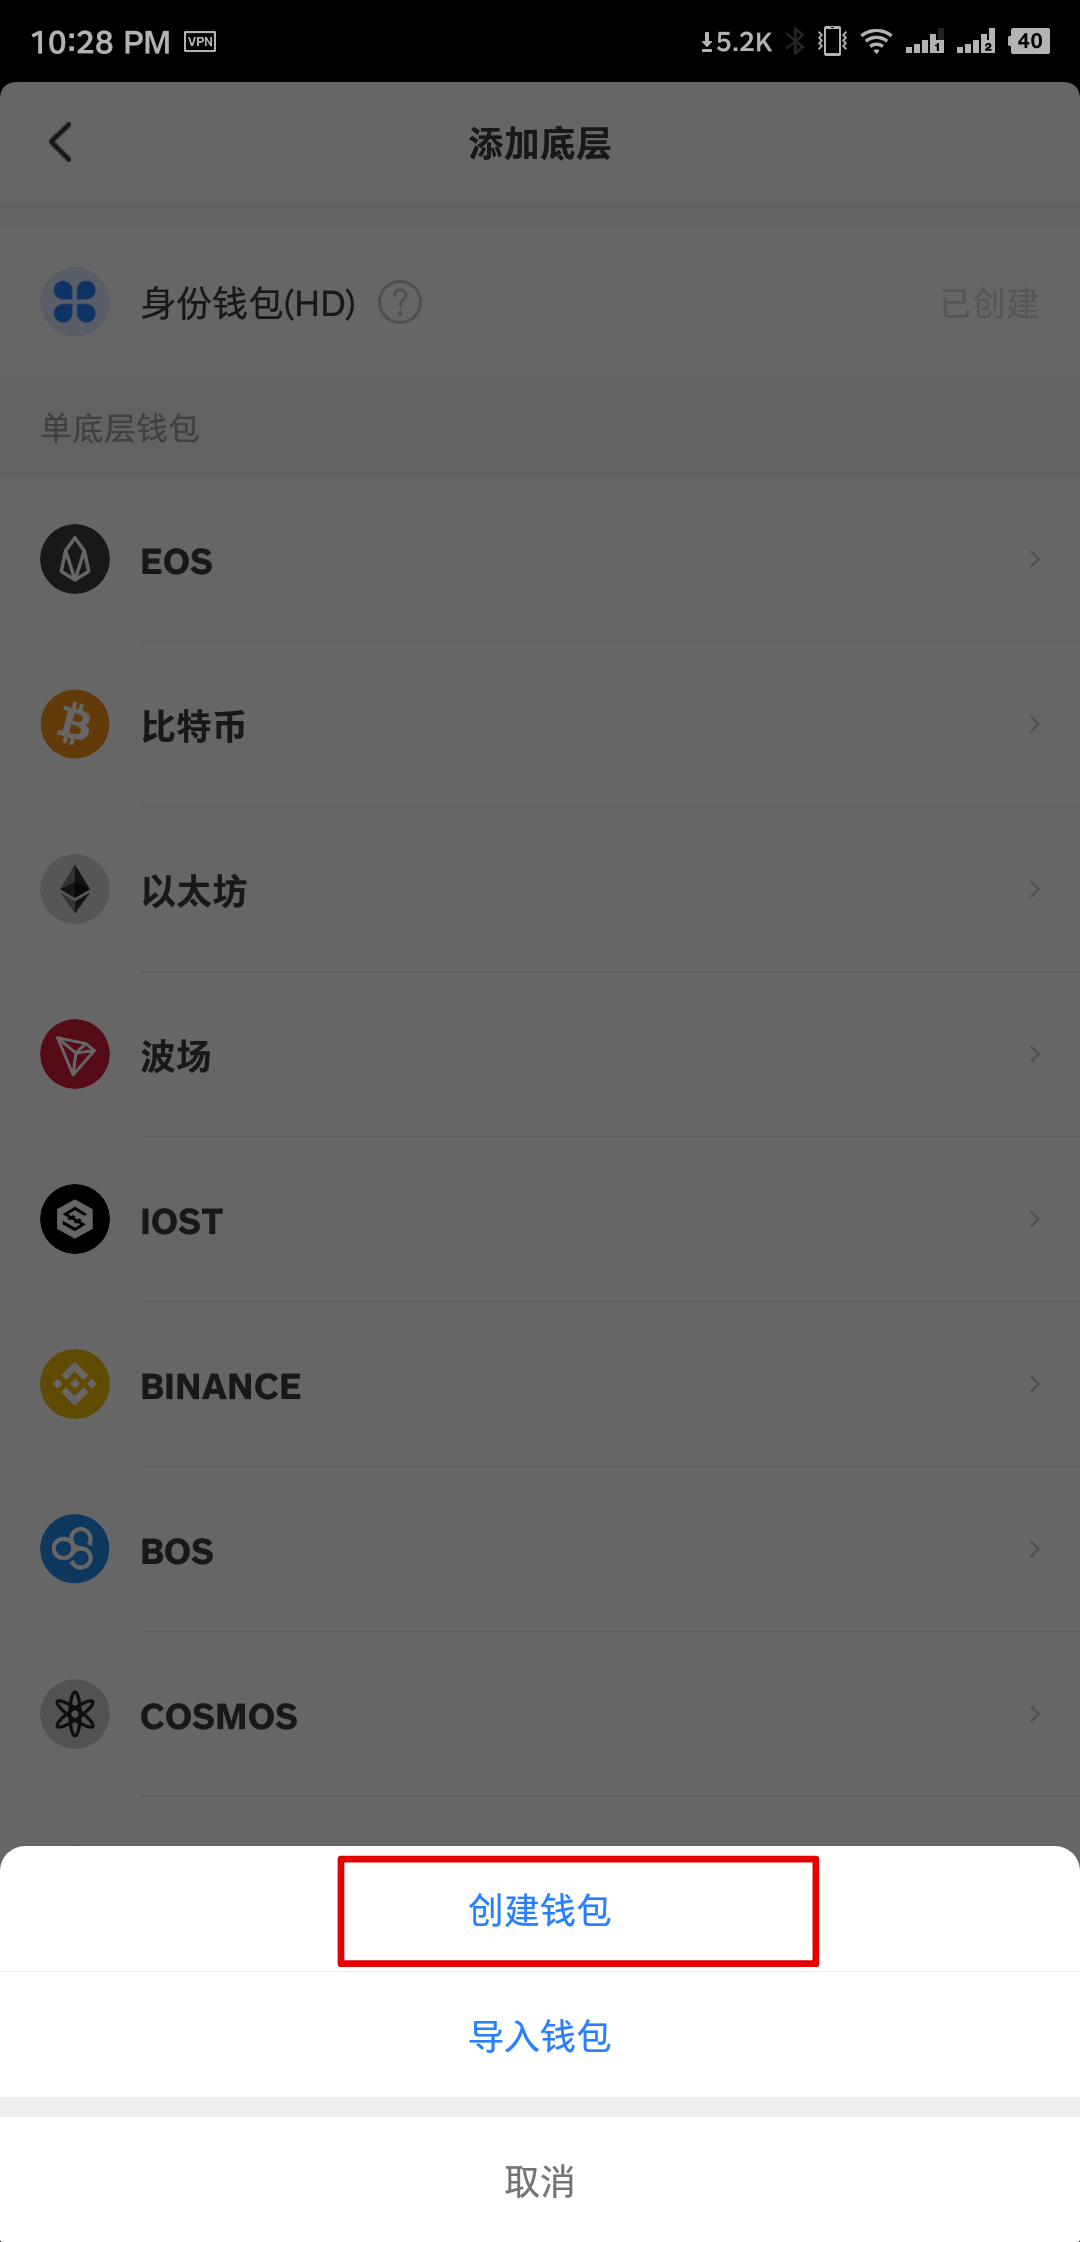 10:28 PM VPN 5.2K 1 2 40
添加底层
身份钱包(HD) ? 已创建
单底层钱包
EOS
比特币
以太坊
波场
IOST
BINANCE
BOS
COSMOS
创建钱包
导入钱包
取消